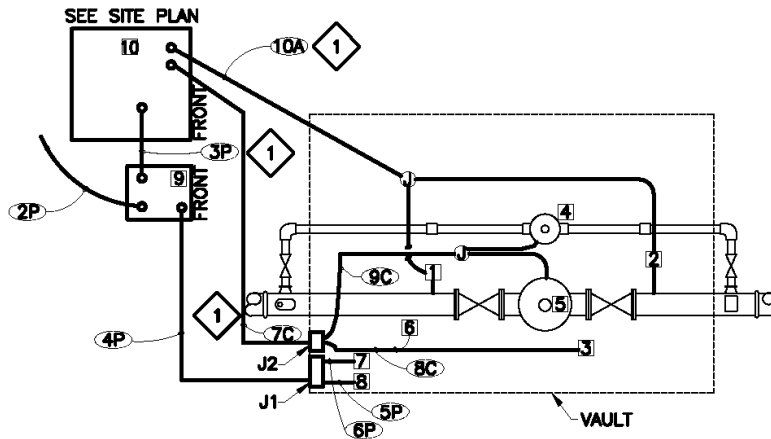 SEE SITE PLAN
10
10A
1
FRONT
3P
1
9
FRONT
2P
J
4
J
2
9C
1
5
1
7C
4P
6
J2
3
8C
7
J1
8
5P
6P
VAULT